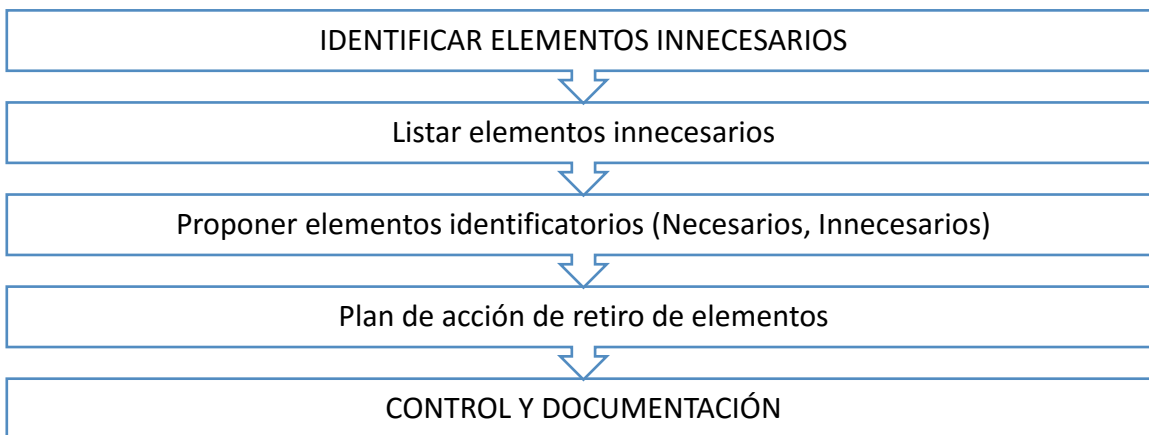 IDENTIFICAR ELEMENTOS INNECESARIOS
Listar elementos innecesarios
Proponer elementos identificatorios (Necesarios, Innecesarios)
Plan de acción de retiro de elementos
CONTROL Y DOCUMENTACIÓN